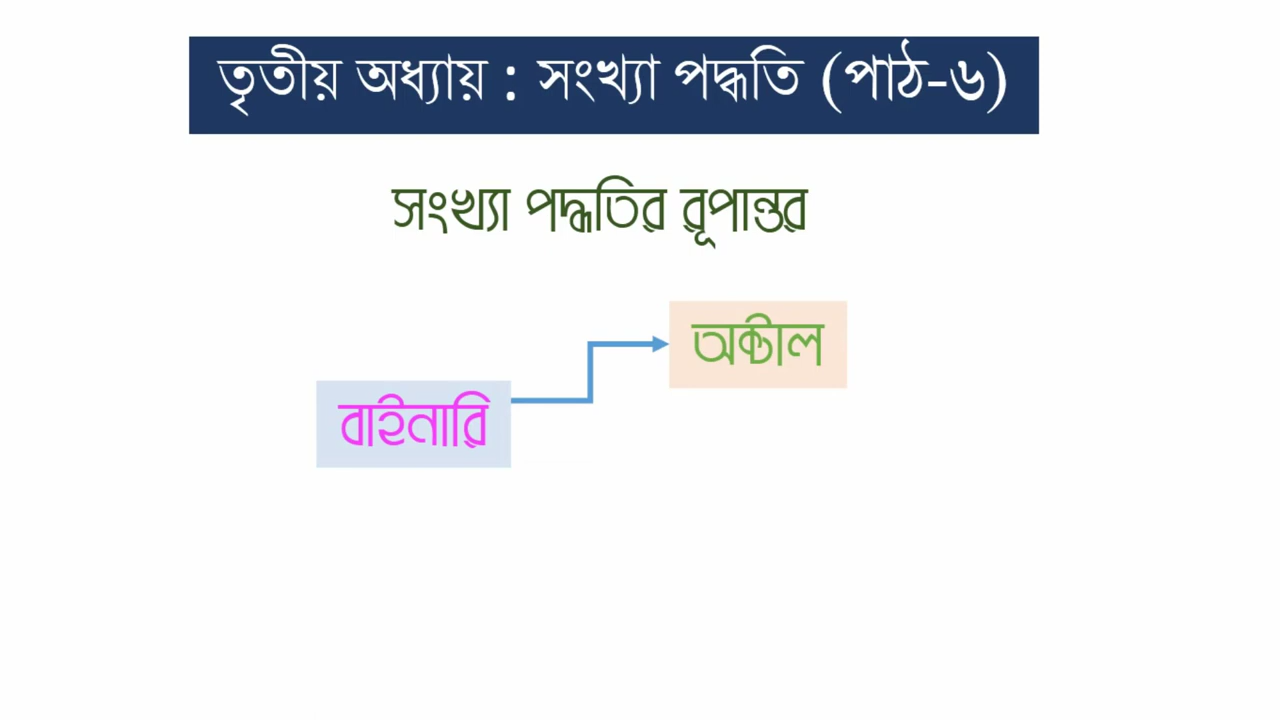 তৃতীয় অধ্যায় : সংখ্যা পদ্ধতি (পাঠ-৬)
সংখ্যা পদ্ধতির রূপান্তর
অক্টাল
বাইনারি